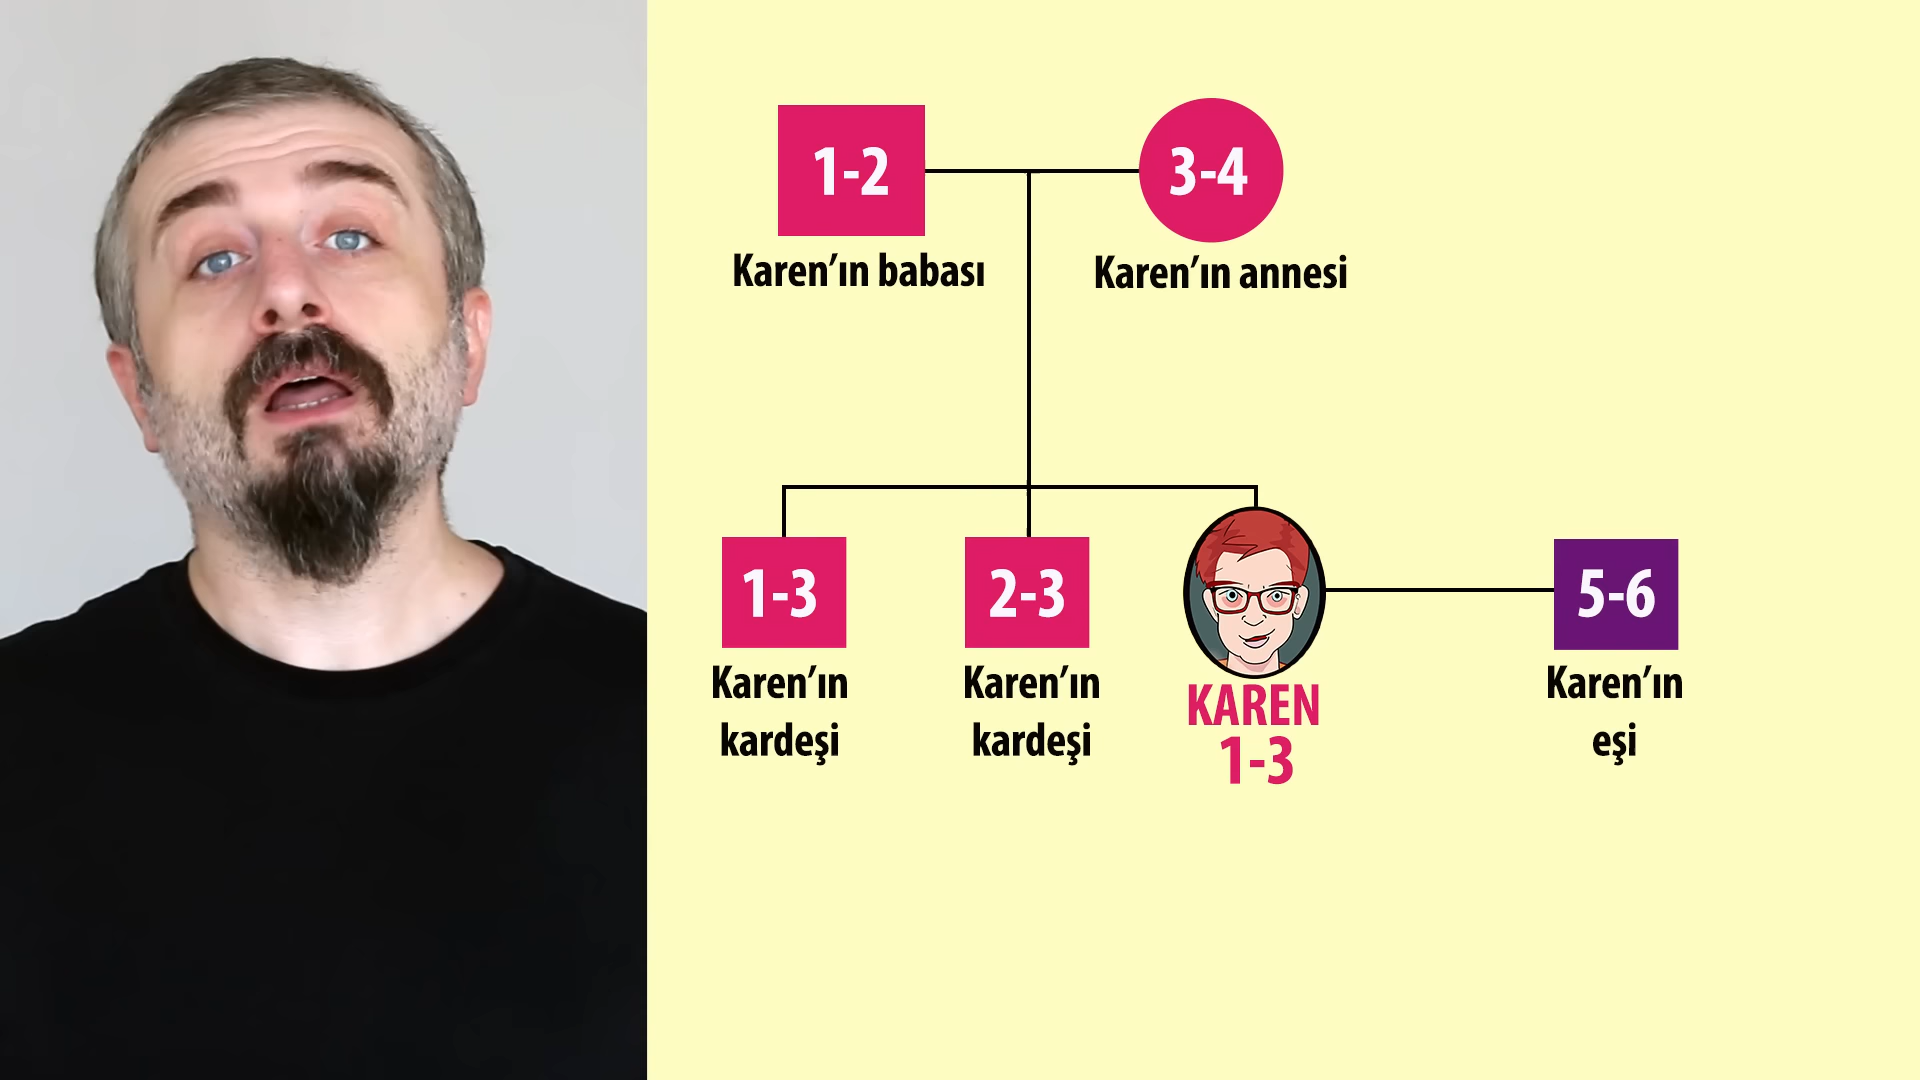 1-2
3-4
Karen'ın babası
Karen'ın annesi
1-3
2-3
5-6
Karen'ın
kardeşi
Karen'ın
kardeşi
KAREN
1-3
Karen'ın
eşi